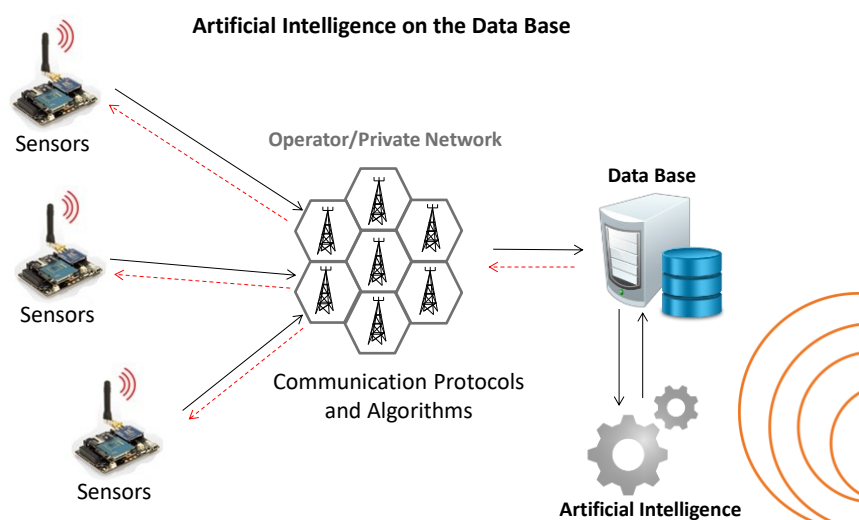 Artificial Intelligence on the Data Base
Sensors
Operator/Private Network
Data Base
Sensors
Communication Protocols
and Algorithms
Sensors
Artificial Intelligence